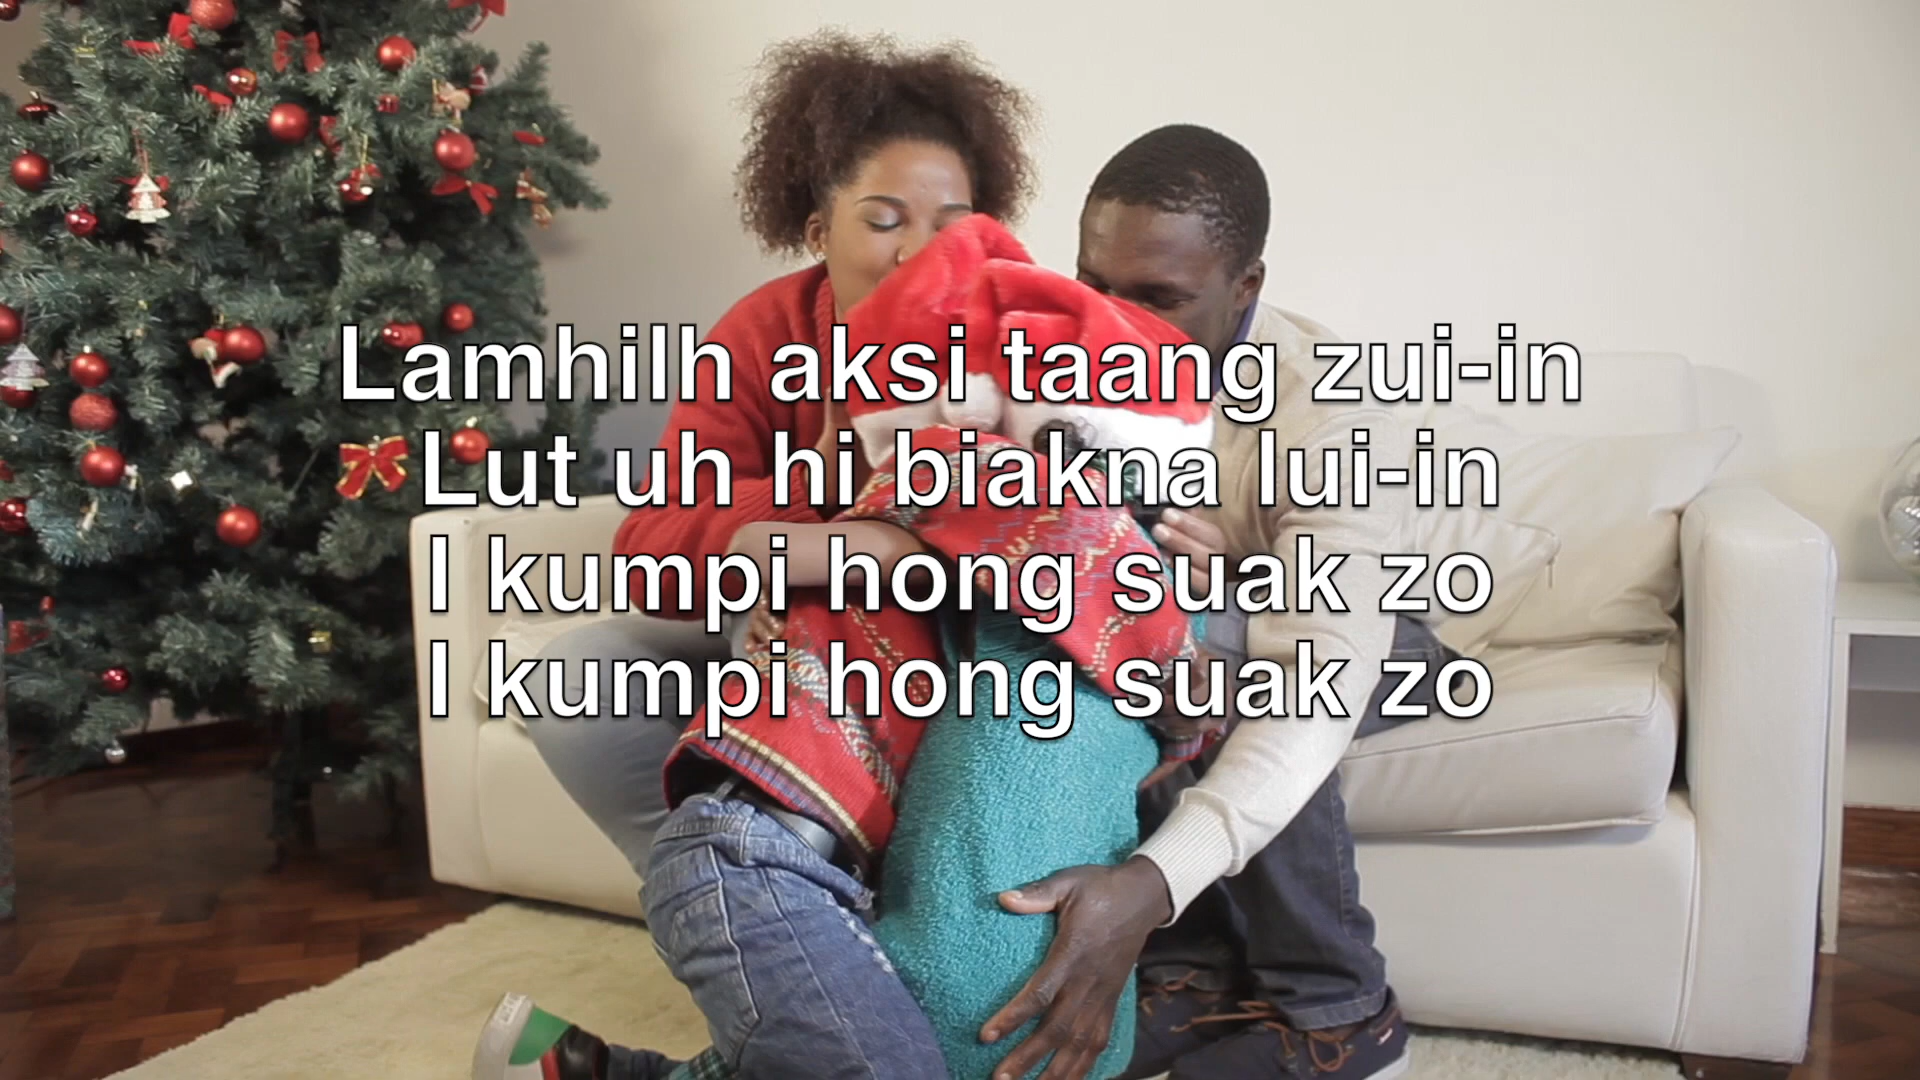 Lamhilh aksi taang zui-in
Lut uh hi biakna lui-in
I kumpi hong suak zo
I kumpi hong suak zo